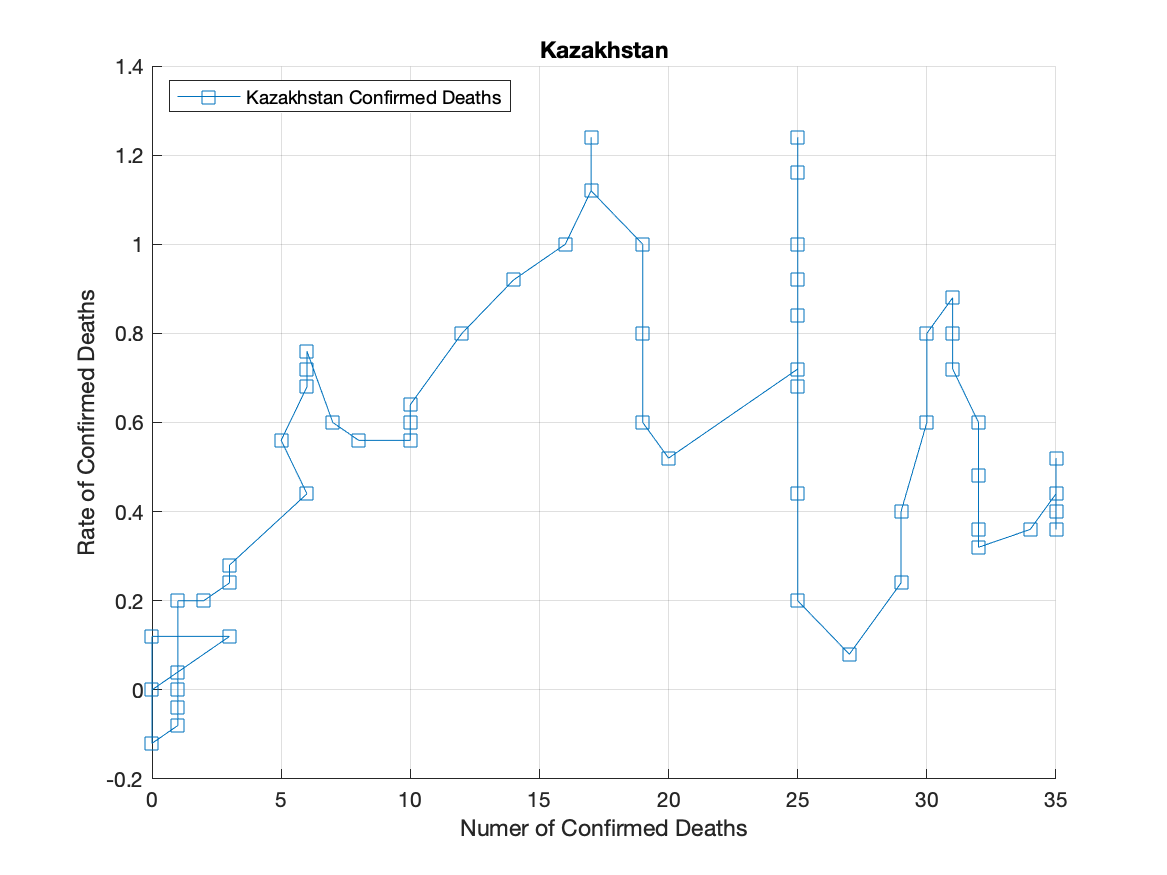 Kazakhstan
Kazakhstan Confirmed Deaths
1.4
1.2
1
0.8
0.6
0.4
0.2
0
-0.2
Rate of Confirmed Deaths
0 5 10 15 20 25 30 35
Numer of Confirmed Deaths